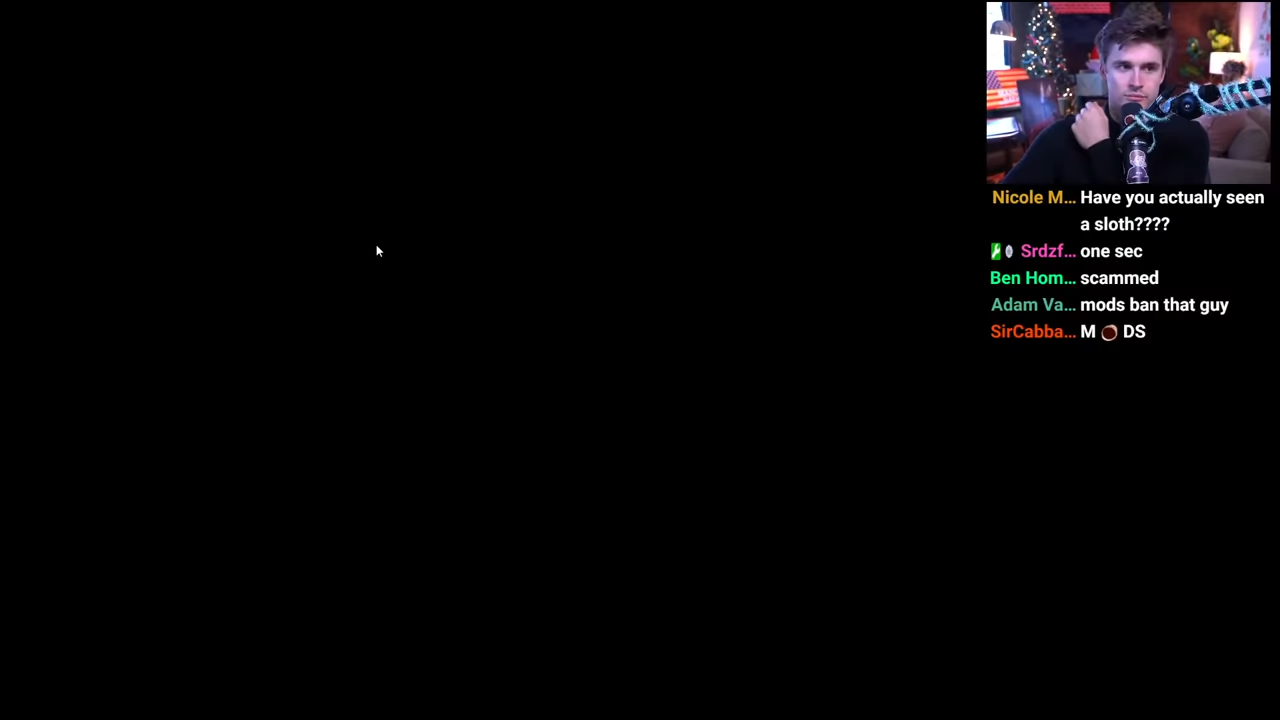 Nicole M... Have you actually seen
a sloth????
Srdzf... one sec
Ben Hom... scammed
Adam Va... mods ban that guy
SirCabba... M DS